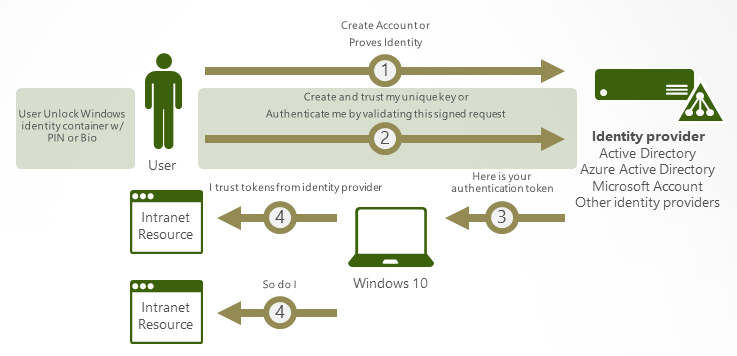 Create Account or
Proves Identity
1
User Unlock Windows
identity container w/
PIN or Bio
User
Create and trust my unique key or
Authenticate me by validating this signed request
2
Identity provider
Active Directory
Azure Active Directory
Microsoft Account
Other identity providers
Here is your
authentication token
3
I trust tokens from identity provider
4
Intranet
Resource
Windows 10
So do I
4
Intranet
Resource